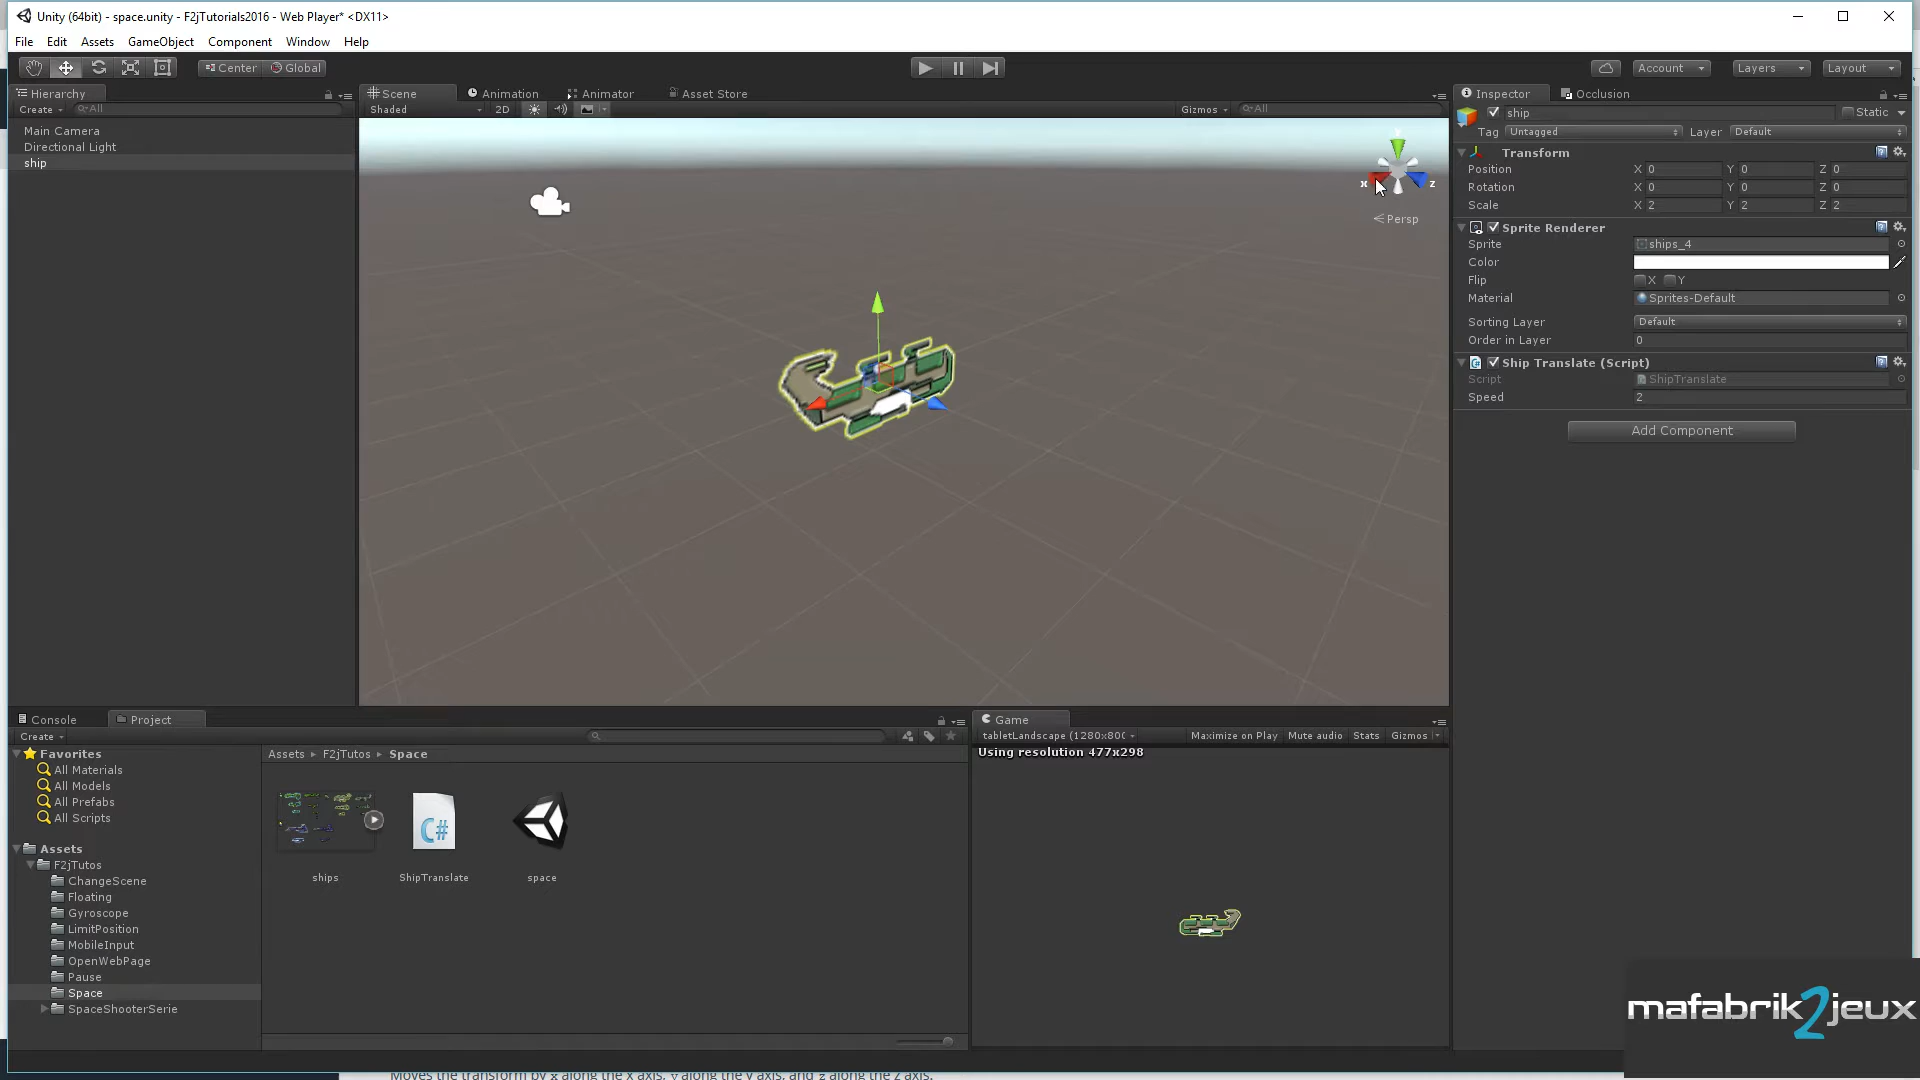 Unity (64bit) - space.unity - F2jTutorials2016 - Web Player* <DX11>
File Edit Assets GameObject Component Window Help
Center Global
Account Layers Layout
Hierarchy
Create All
Main Camera
Directional Light
ship
Scene Animation Animator Asset Store
Shaded 2D Gizmos All
x z
Persp
Inspector Occlusion
ship Static
Tag Untagged Layer Default
Transform
Position X 0 Y 0 Z 0
Rotation X 0 Y 0 Z 0
Scale X 2 Y 2 Z 2
Sprite Renderer
Sprite ships_4
Color
Flip X Y
Material Sprites-Default
Sorting Layer Default
Order in Layer 0
Ship Translate (Script)
Script ShipTranslate
Speed 2
Add Component
Console Project
Create
Favorites
All Materials
All Models
All Prefabs
All Scripts
Assets
F2jTutos
ChangeScene
Floating
Gyroscope
LimitPosition
MobileInput
OpenWebPage
Pause
Space
SpaceShooterSerie
Assets ▸ F2jTutos ▸ Space
C#
ships ShipTranslate space
Game
tabletLandscape (1280x800 Maximize on Play Mute audio Stats Gizmos
Using resolution 477x298
mafabrik2jeux
Moves the transform by x along the x axis, y along the y axis, and z along the z axis.